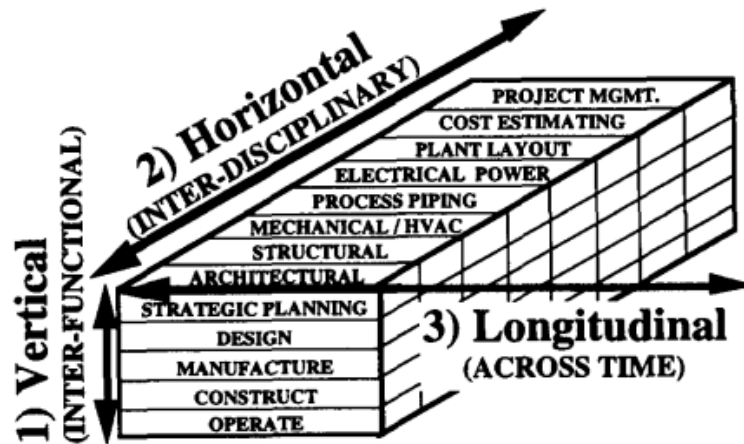 2) Horizontal
(INTER-DISCIPLINARY)
PROJECT MGMT.
COST ESTIMATING
PLANT LAYOUT
ELECTRICAL POWER
PROCESS PIPING
MECHANICAL / HVAC
STRUCTURAL
ARCHITECTURAL
1) Vertical
(INTER-FUNCTIONAL)
STRATEGIC PLANNING
DESIGN
MANUFACTURE
CONSTRUCT
OPERATE
3) Longitudinal
(ACROSS TIME)